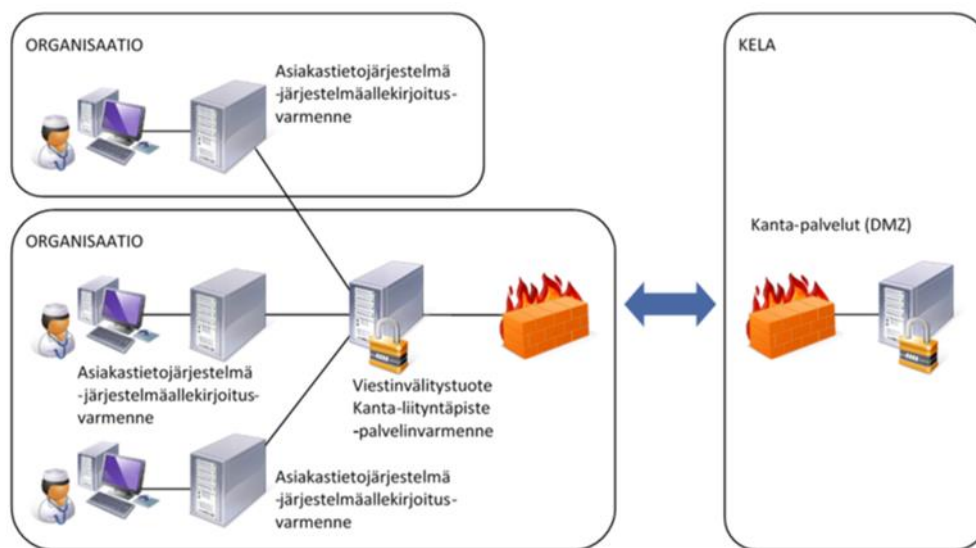 ORGANISAATIO
Asiakastietojärjestelmä
-järjestelmäallekirjoitus-
varmenne
ORGANISAATIO
Asiakastietojärjestelmä
-järjestelmäallekirjoitus-
varmenne
Viestinvälitystuote
Kanta-liityntäpiste
-palvelinvarmenne
Asiakastietojärjestelmä
-järjestelmäallekirjoitus-
varmenne
KELA
Kanta-palvelut (DMZ)